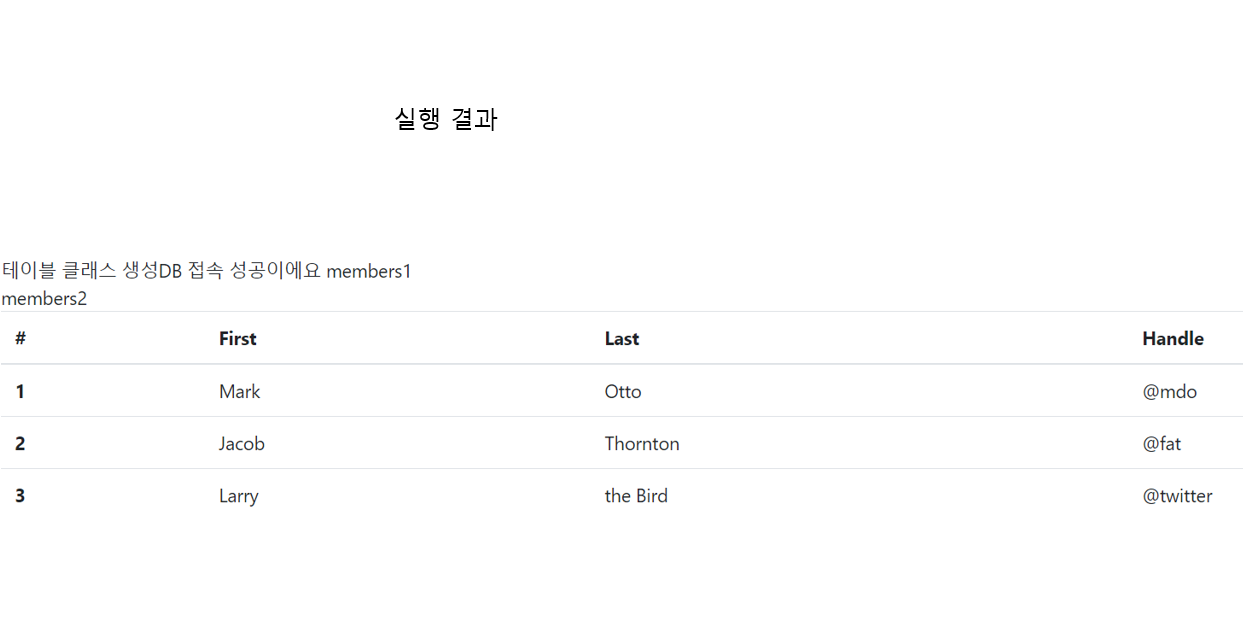 실행 결과
테이블 클래스 생성DB 접속 성공이에요 members1
members2
# First Last Handle
1 Mark Otto @mdo
2 Jacob Thornton @fat
3 Larry the Bird @twitter